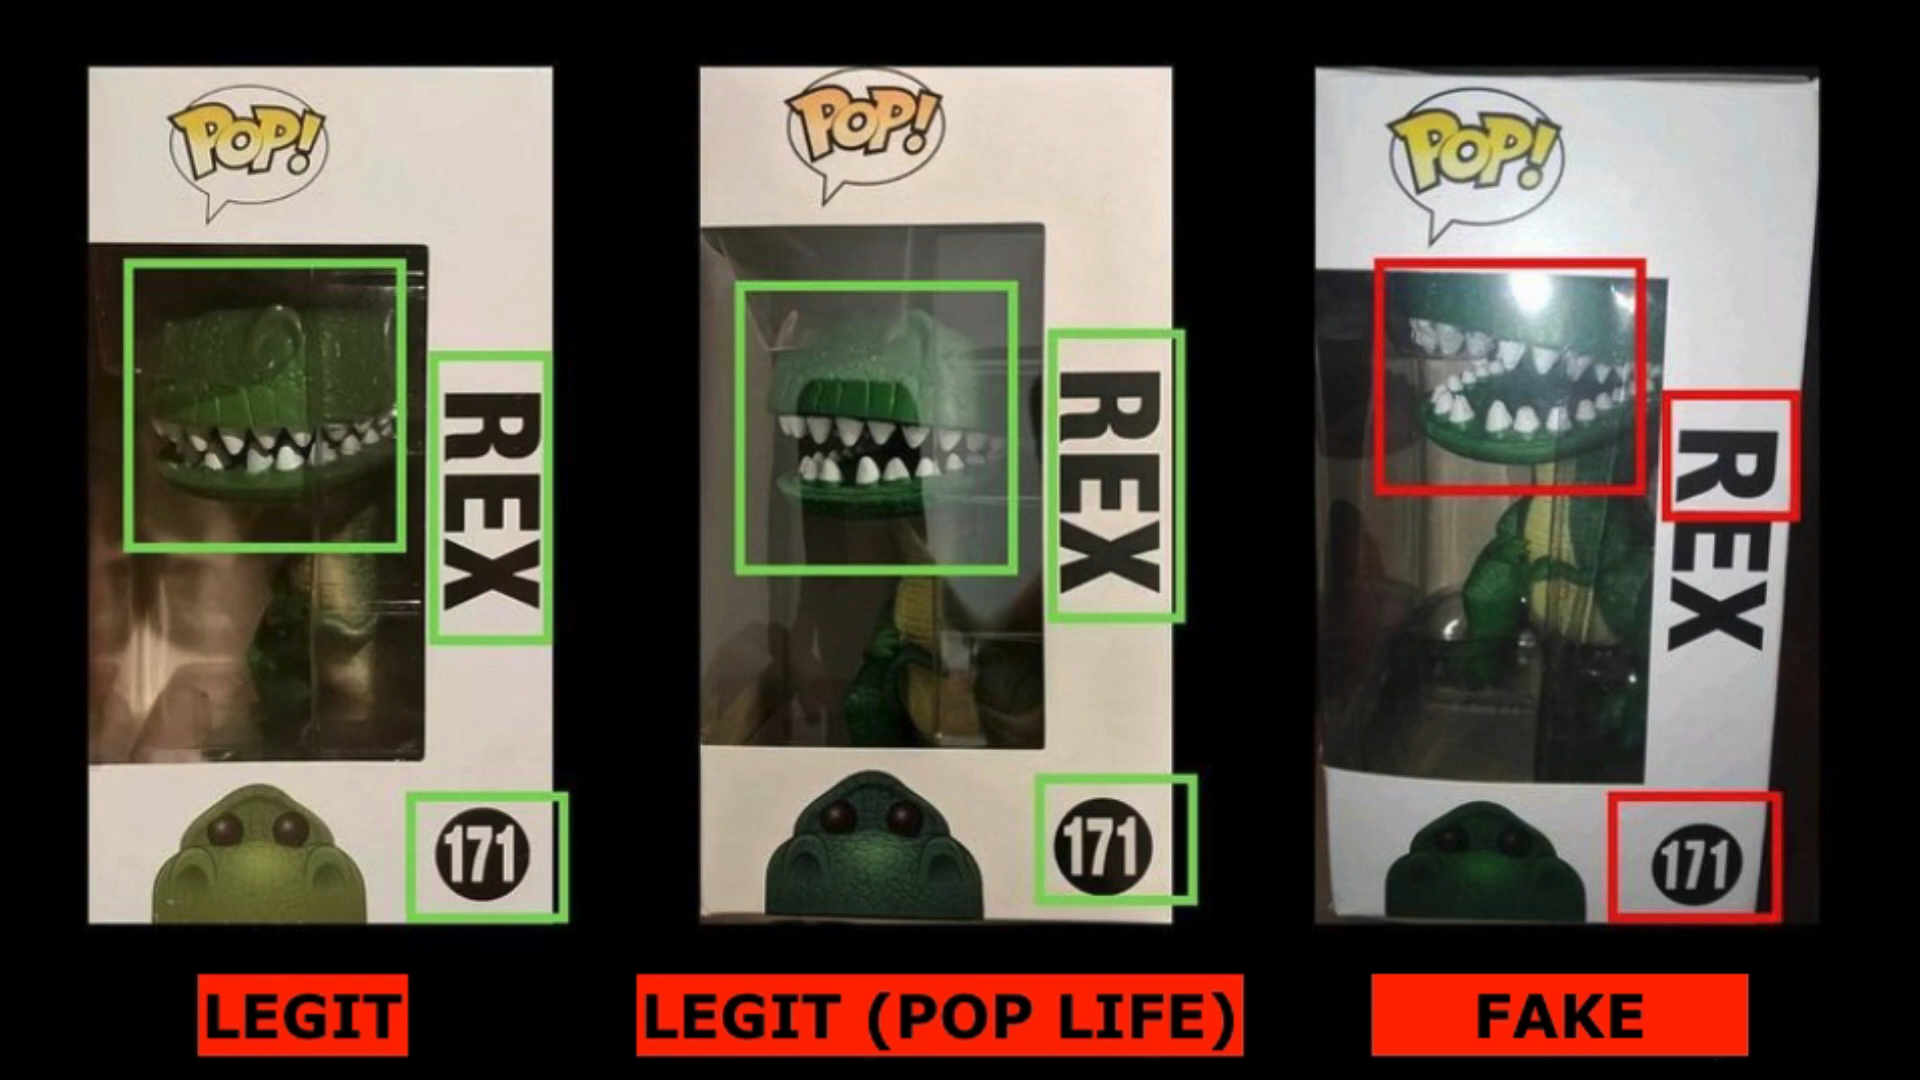 POP!
REX
171
POP!
REX
171
POP!
REX
171
LEGIT
LEGIT (POP LIFE)
FAKE